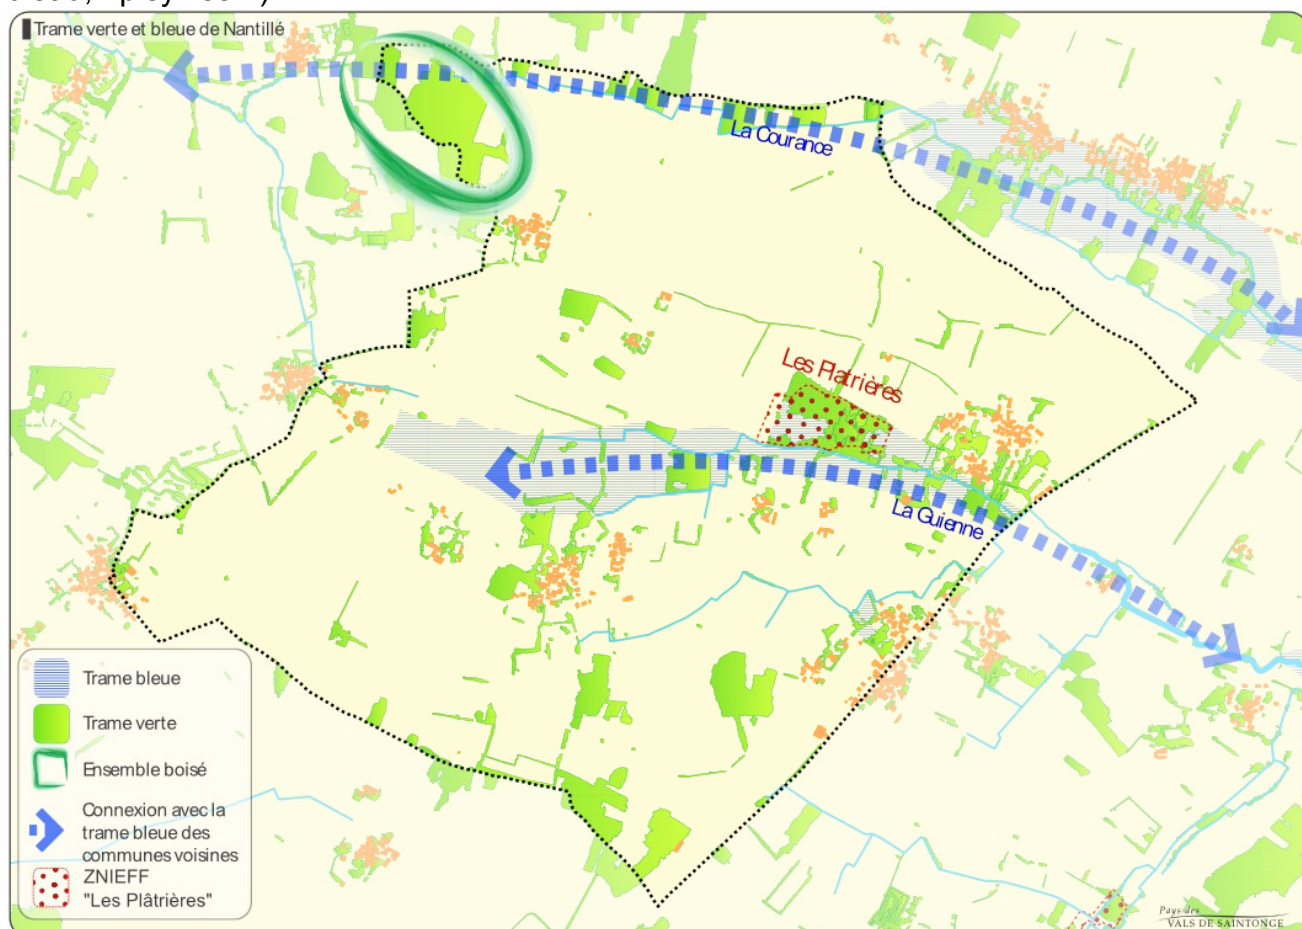 Trame verte et bleue de Nantillé
La Courance
Les Platrières
La Guienne
Trame bleue
Trame verte
Ensemble boisé
Connexion avec la
trame bleue des
communes voisines
ZNIEFF
"Les Plâtrières"
Pays des
VALS DE SAINTONGE